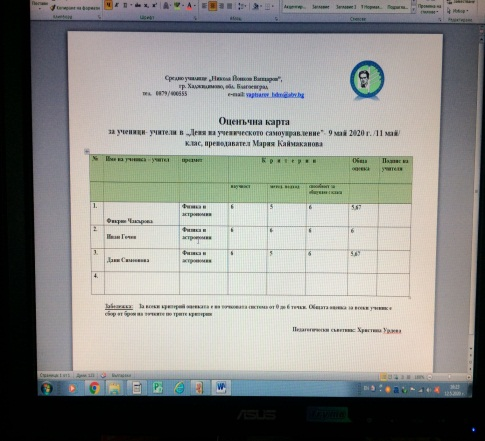 Средно училище „Никола Йонков Вапцаров",
гр. Хаджидимово, обл. Благоевград,
тел. 0879/400555 e-mail: vaptsarov_hdm@abv.bg
Оценъчна карта
за ученици- учители в „Деня на ученическото самоуправление"- 9 май 2020 г. /11 май/
клас, преподавател Мария Каймаканова
№ Име на ученика – учител предмет К р и т е р и и Обща оценка Подпис на учителя
научност метод. подход способност за общуване с класа
1. Фикрие Чакърова Физика и астрономия 6 5 6 5,67
2. Иван Гочев Физика и астрономия 6 6 6 6
3. Дани Симеонова Физика и астрономия 6 5 6 5,67
4.
Забележка: За всеки критерий оценката е по точковата система от 0 до 6 точки. Общата оценка за всеки ученик е
сбор от броя на точките по трите критерия
Педагогически съветник: Христина Урдева
ASUS